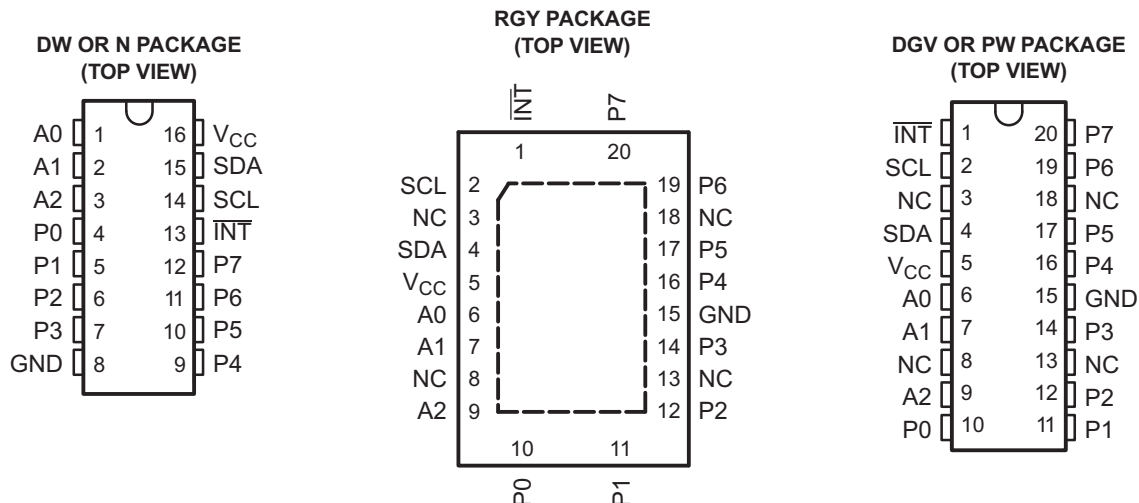 DW OR N PACKAGE
(TOP VIEW)
A0 1 16 VCC
A1 2 15 SDA
A2 3 14 SCL
P0 4 13 INT
P1 5 12 P7
P2 6 11 P6
P3 7 10 P5
GND 8 9 P4
RGY PACKAGE
(TOP VIEW)
INT P7
1 20
SCL 2 19 P6
NC 3 18 NC
SDA 4 17 P5
VCC 5 16 P4
A0 6 15 GND
A1 7 14 P3
NC 8 13 NC
A2 9 12 P2
10 11
P0 P1
DGV OR PW PACKAGE
(TOP VIEW)
INT 1 20 P7
SCL 2 19 P6
NC 3 18 NC
SDA 4 17 P5
VCC 5 16 P4
A0 6 15 GND
A1 7 14 P3
NC 8 13 NC
A2 9 12 P2
P0 10 11 P1